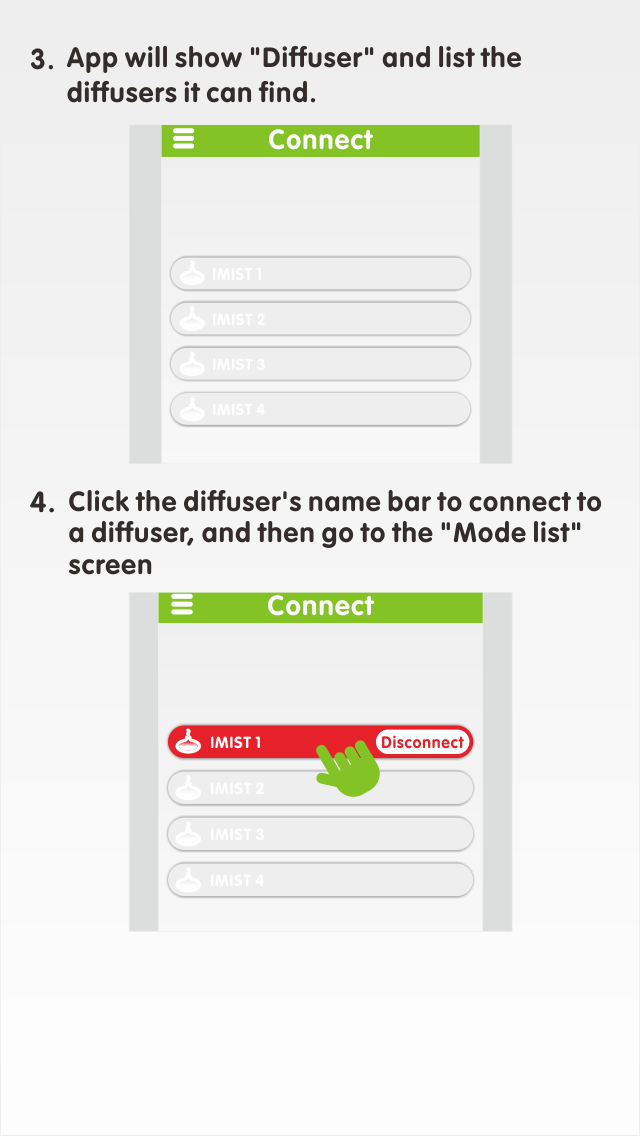 3. App will show "Diffuser" and list the
diffusers it can find.
Connect
IMIST 1
IMIST 2
IMIST 3
IMIST 4
4. Click the diffuser's name bar to connect to
a diffuser, and then go to the "Mode list"
screen
Connect
IMIST 1 Disconnect
IMIST 2
IMIST 3
IMIST 4